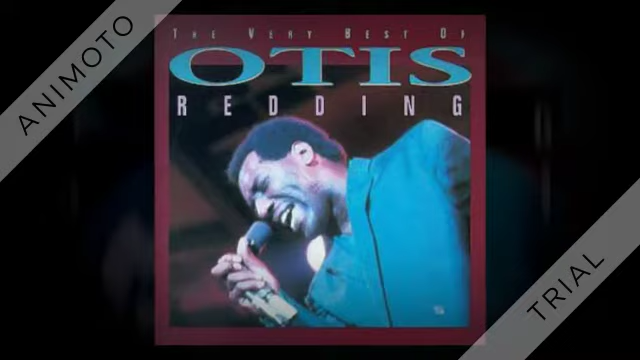 ANIMOTO
THE VERY BEST OF
OTIS
REDDING
TRIAL